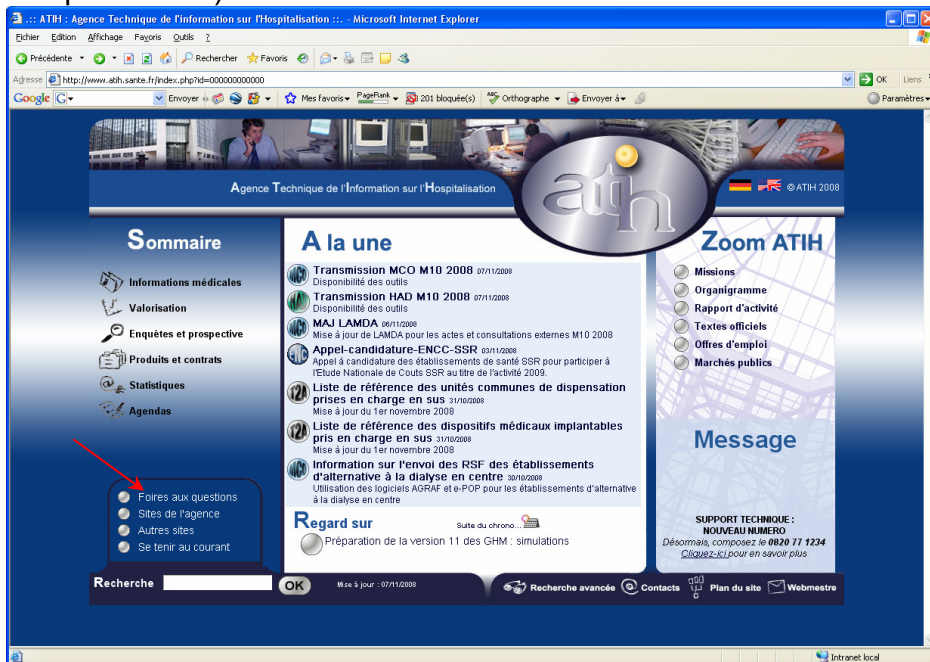 .:: ATIH : Agence Technique de l'Information sur l'Hospitalisation ::. - Microsoft Internet Explorer
Fichier Edition Affichage Favoris Outils ?
Précédente Rechercher Favoris
Adresse http://www.atih.sante.fr/index.php?id=000000000000 OK Liens
Google G Envoyer Mes favoris PageRank 201 bloquée(s) Orthographe Envoyer à Paramètres
Agence Technique de l'Information sur l'Hospitalisation
atih
© ATIH 2008
Sommaire
Informations médicales
Valorisation
Enquêtes et prospective
Produits et contrats
Statistiques
Agendas
Foires aux questions
Sites de l'agence
Autres sites
Se tenir au courant
A la une
Transmission MCO M10 2008 07/11/2008
Disponibilité des outils
Transmission HAD M10 2008 07/11/2008
Disponibilité des outils
MAJ LAMDA 06/11/2008
Mise à jour de LAMDA pour les actes et consultations externes M10 2008
Appel-candidature-ENCC-SSR 03/11/2008
Appel à candidature des établissements de santé SSR pour participer à
l'Etude Nationale de Couts SSR au titre de l'activité 2009.
Liste de référence des unités communes de dispensation
prises en charge en sus 31/10/2008
Mise à jour du 1er novembre 2008
Liste de référence des dispositifs médicaux implantables
pris en charge en sus 31/10/2008
Mise à jour du 1er novembre 2008
Information sur l'envoi des RSF des établissements
d'alternative à la dialyse en centre 30/10/2008
Utilisation des logiciels AGRAF et e-POP pour les établissements d'alternative
à la dialyse en centre
Regard sur
Suite du chrono...
Préparation de la version 11 des GHM : simulations
Zoom ATIH
Missions
Organigramme
Rapport d'activité
Textes officiels
Offres d'emploi
Marchés publics
Message
SUPPORT TECHNIQUE :
NOUVEAU NUMERO
Désormais, composez le 0820 77 1234
Cliquez-ici pour en savoir plus
Recherche OK Mise à jour : 07/11/2008 Recherche avancée Contacts Plan du site Webmestre
Intranet local